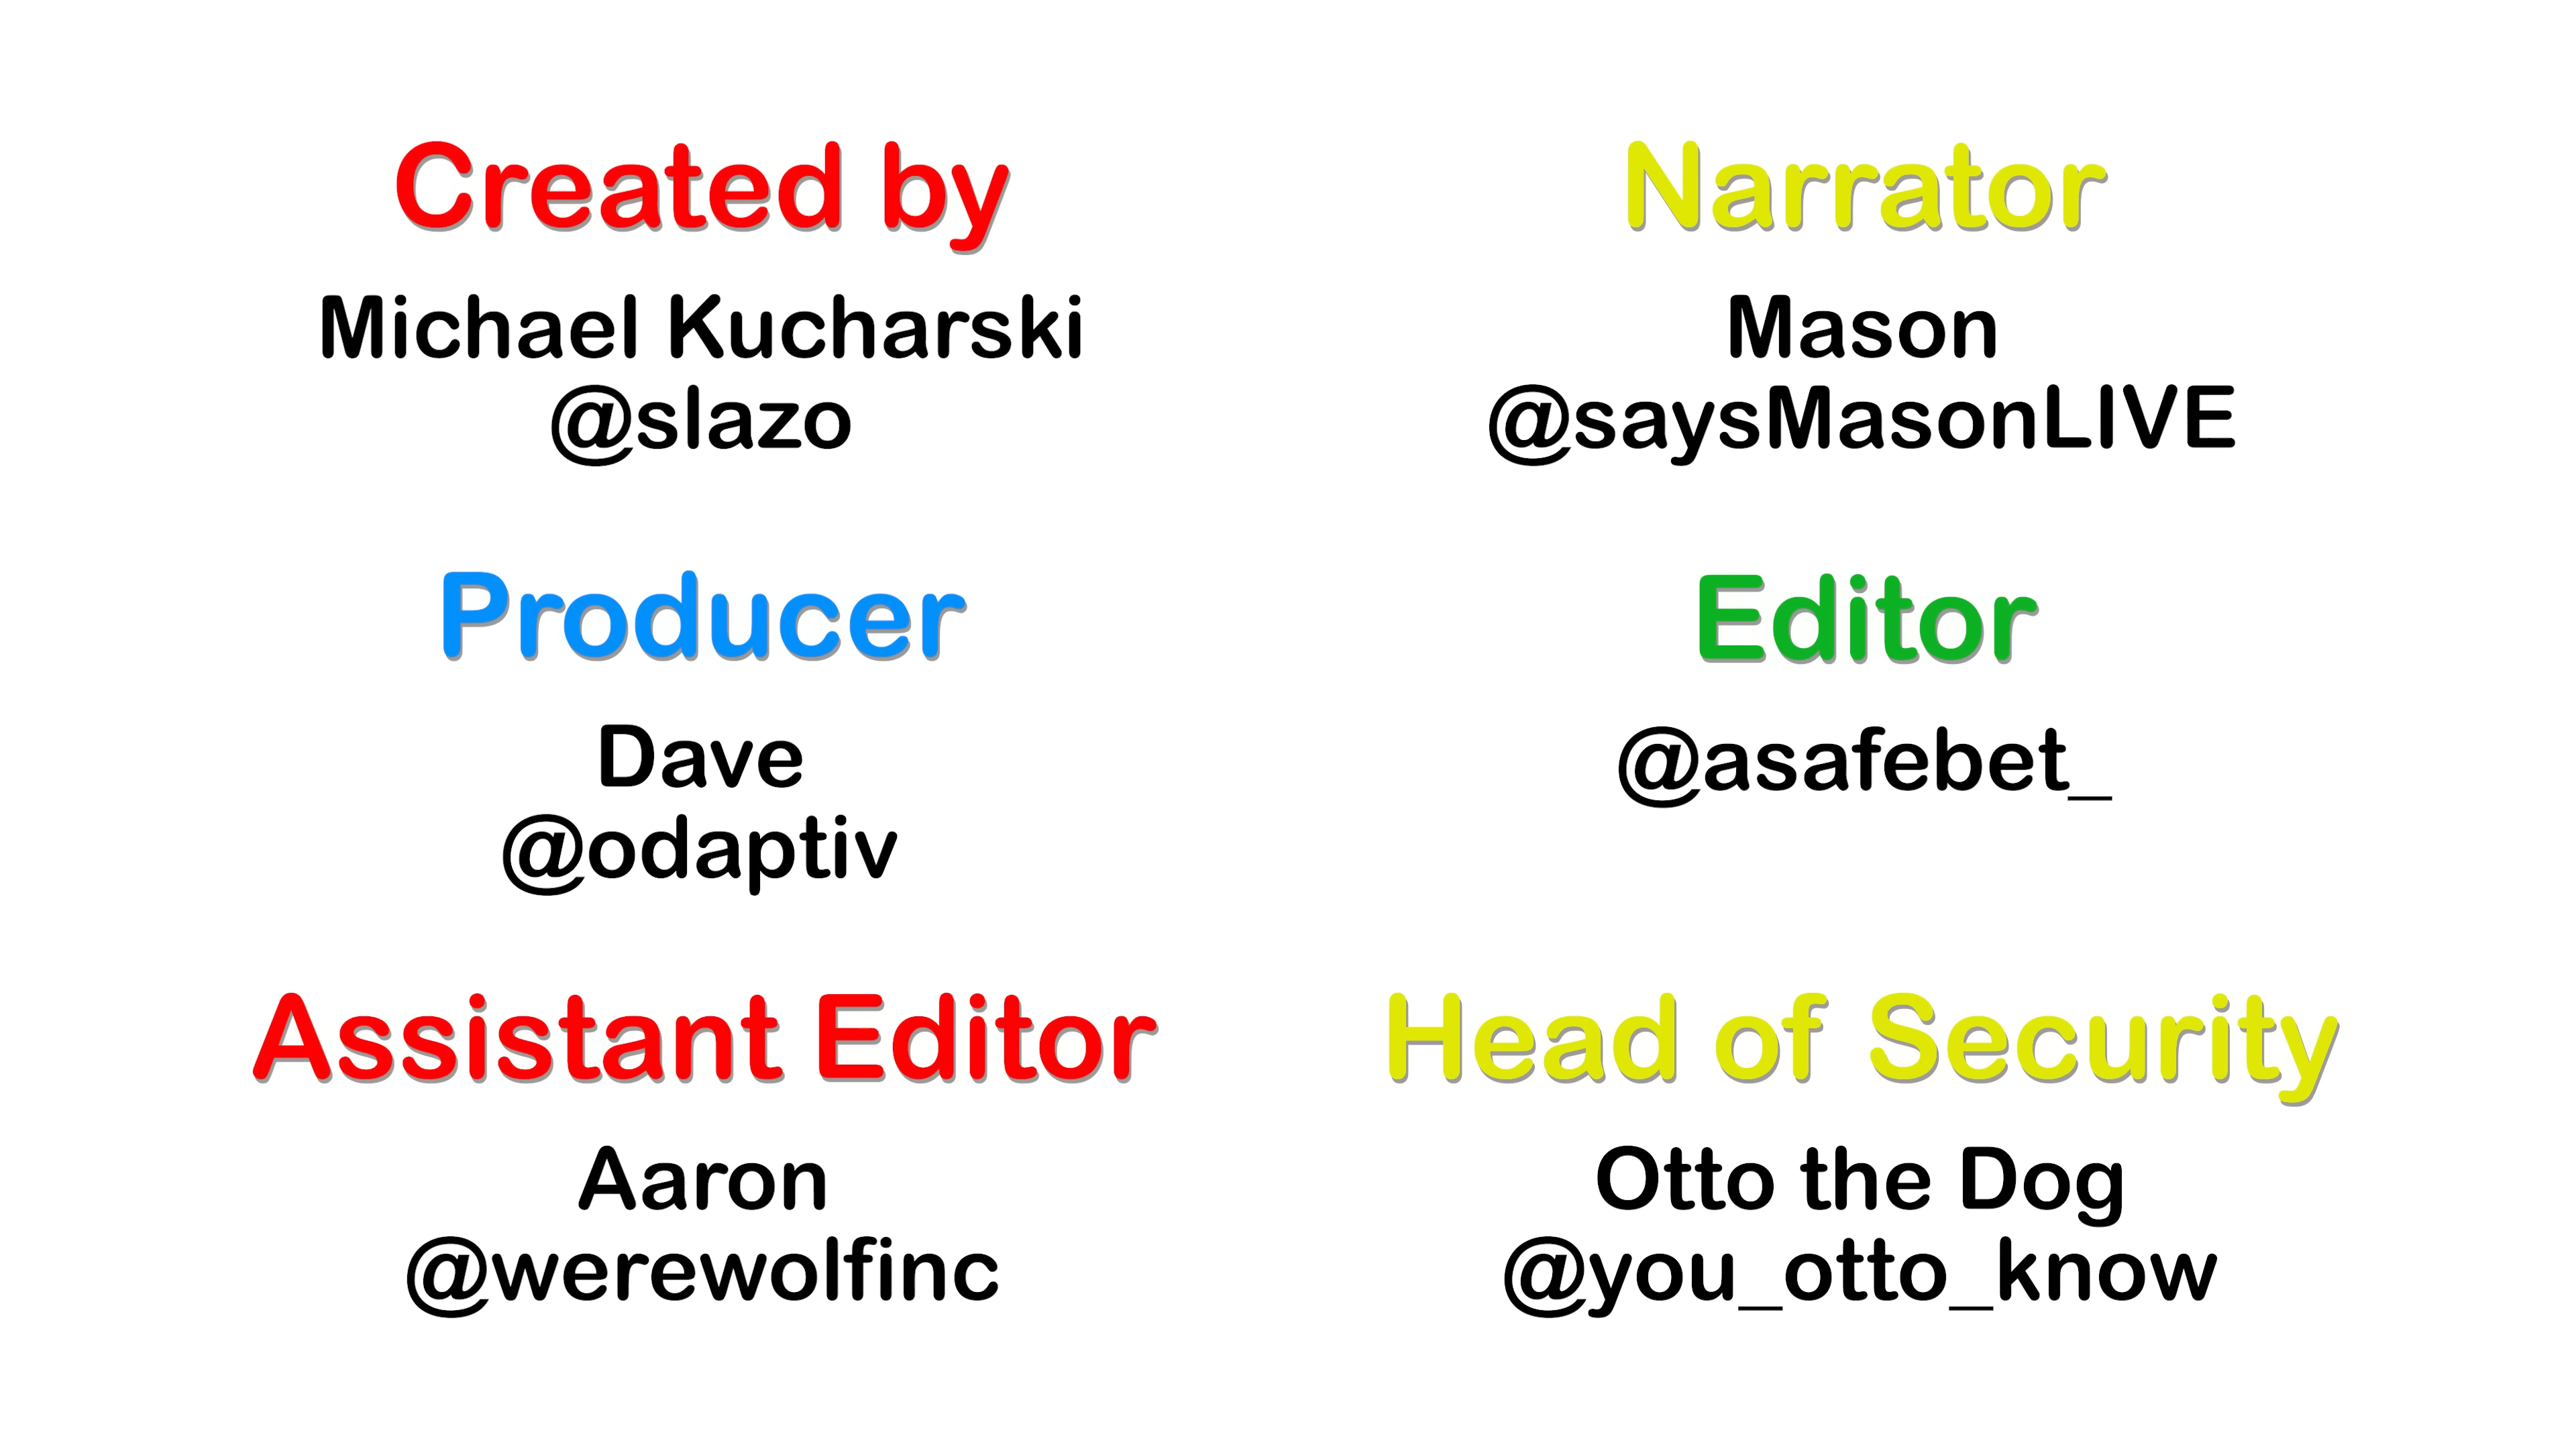 Created by
Michael Kucharski
@slazo
Narrator
Mason
@saysMasonLIVE
Producer
Dave
@odaptiv
Editor
@asafebet_
Assistant Editor
Aaron
@werewolfinc
Head of Security
Otto the Dog
@you_otto_know